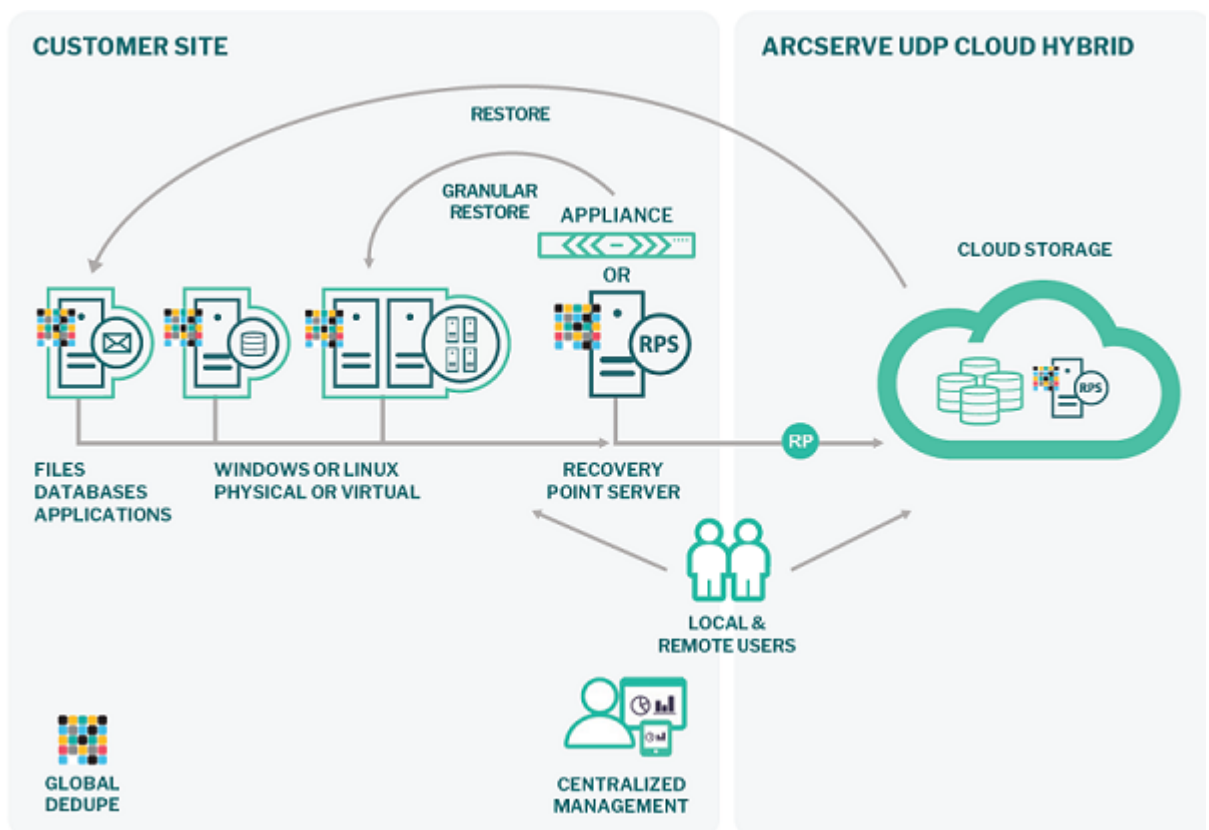 CUSTOMER SITE
ARCSERVE UDP CLOUD HYBRID
RESTORE
GRANULAR
RESTORE
APPLIANCE
OR
RPS
CLOUD STORAGE
RPS
RP
FILES
DATABASES
APPLICATIONS
WINDOWS OR LINUX
PHYSICAL OR VIRTUAL
RECOVERY
POINT SERVER
LOCAL &
REMOTE USERS
GLOBAL
DEDUPE
CENTRALIZED
MANAGEMENT